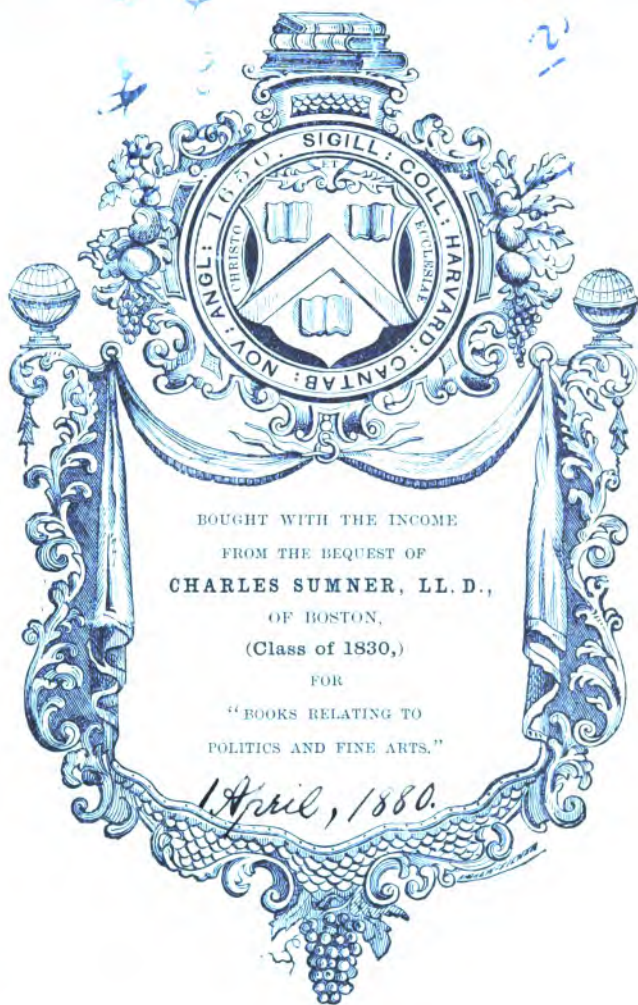 SIGILL: COLL: HARVARD: CANTAB: NOV: ANGL: 1650.
ET
CHRISTO
ECCLESIAE
BOUGHT WITH THE INCOME
FROM THE BEQUEST OF
CHARLES SUMNER, LL. D.,
OF BOSTON,
(Class of 1830,)
FOR
"BOOKS RELATING TO
POLITICS AND FINE ARTS."
1 April, 1880.